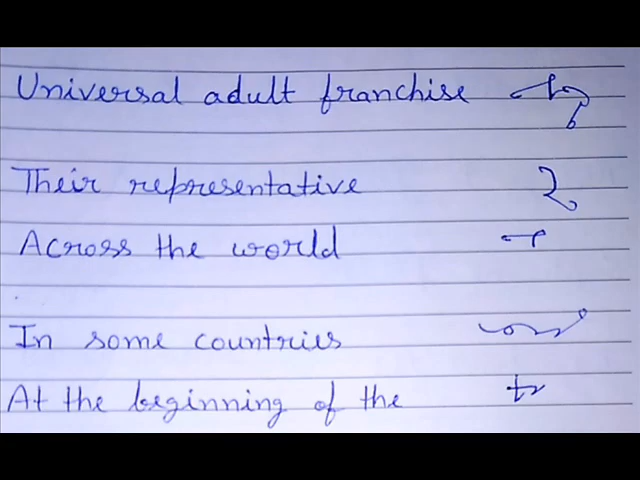 Universal adult franchise
Their representative
Across the world
In some countries
At the beginning of the